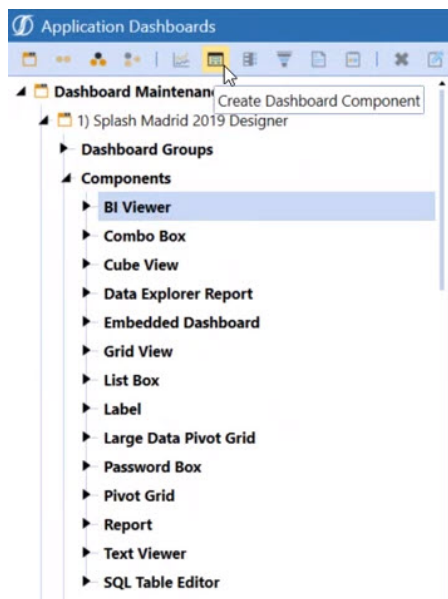 Application Dashboards
Dashboard Maintenan
Create Dashboard Component
1) Splash Madrid 2019 Designer
Dashboard Groups
Components
BI Viewer
Combo Box
Cube View
Data Explorer Report
Embedded Dashboard
Grid View
List Box
Label
Large Data Pivot Grid
Password Box
Pivot Grid
Report
Text Viewer
SQL Table Editor